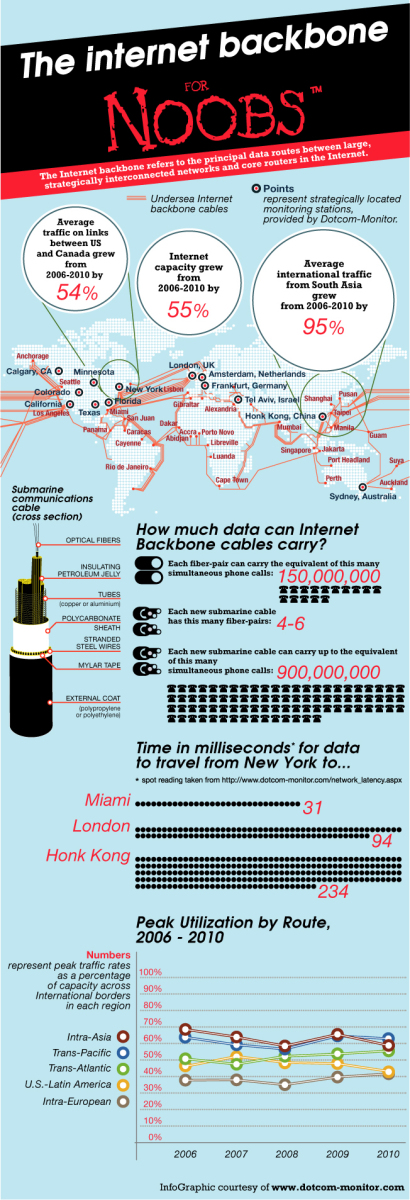 The internet backbone
FOR
NOOBS™
The Internet backbone refers to the principal data routes between large,
strategically interconnected networks and core routers in the Internet.
Undersea Internet
backbone cables
Points
represent strategically located
monitoring stations,
provided by Dotcom-Monitor.
Average
traffic on links
between US
and Canada grew
from
2006-2010 by
54%
Internet
capacity grew
from
2006-2010 by
55%
Average
international traffic
from South Asia
grew
from 2006-2010 by
95%
Anchorage
Calgary, CA
Seattle
Minnesota
Colorado
California
Los Angeles
Texas
New York
Florida
Miami
San Juan
Panama
Caracas
Cayenne
Rio de Janeiro
London, UK
Amsterdam, Netherlands
Frankfurt, Germany
Lisbon
Gibraltar
Alexandria
Tel Aviv, Israel
Dakar
Accra
Porto Novo
Abidjan
Libreville
Luanda
Cape Town
Shanghai
Pusan
Taipei
Honk Kong, China
Mumbai
Manila
Guam
Singapore
Jakarta
Port Headland
Suya
Perth
Auckland
Sydney, Australia
Submarine
communications
cable
(cross section)
OPTICAL FIBERS
INSULATING
PETROLEUM JELLY
TUBES
(copper or aluminium)
POLYCARBONATE
SHEATH
STRANDED
STEEL WIRES
MYLAR TAPE
EXTERNAL COAT
(polypropylene
or polyethylene)
How much data can Internet
Backbone cables carry?
Each fiber-pair can carry the equivalent of this many
simultaneous phone calls: 150,000,000
Each new submarine cable
has this many fiber-pairs: 4-6
Each new submarine cable can carry up to the equivalent
of this many
simultaneous phone calls: 900,000,000
Time in milliseconds* for data
to travel from New York to...
* spot reading taken from http://www.dotcom-monitor.com/network_latency.aspx
Miami 31
London 94
Honk Kong 234
Peak Utilization by Route,
2006 - 2010
Numbers
represent peak traffic rates
as a percentage
of capacity across
International borders
in each region
100%
90%
80%
70%
60%
50%
40%
30%
20%
10%
0%
Intra-Asia
Trans-Pacific
Trans-Atlantic
U.S.-Latin America
Intra-European
2006 2007 2008 2009 2010
InfoGraphic courtesy of www.dotcom-monitor.com